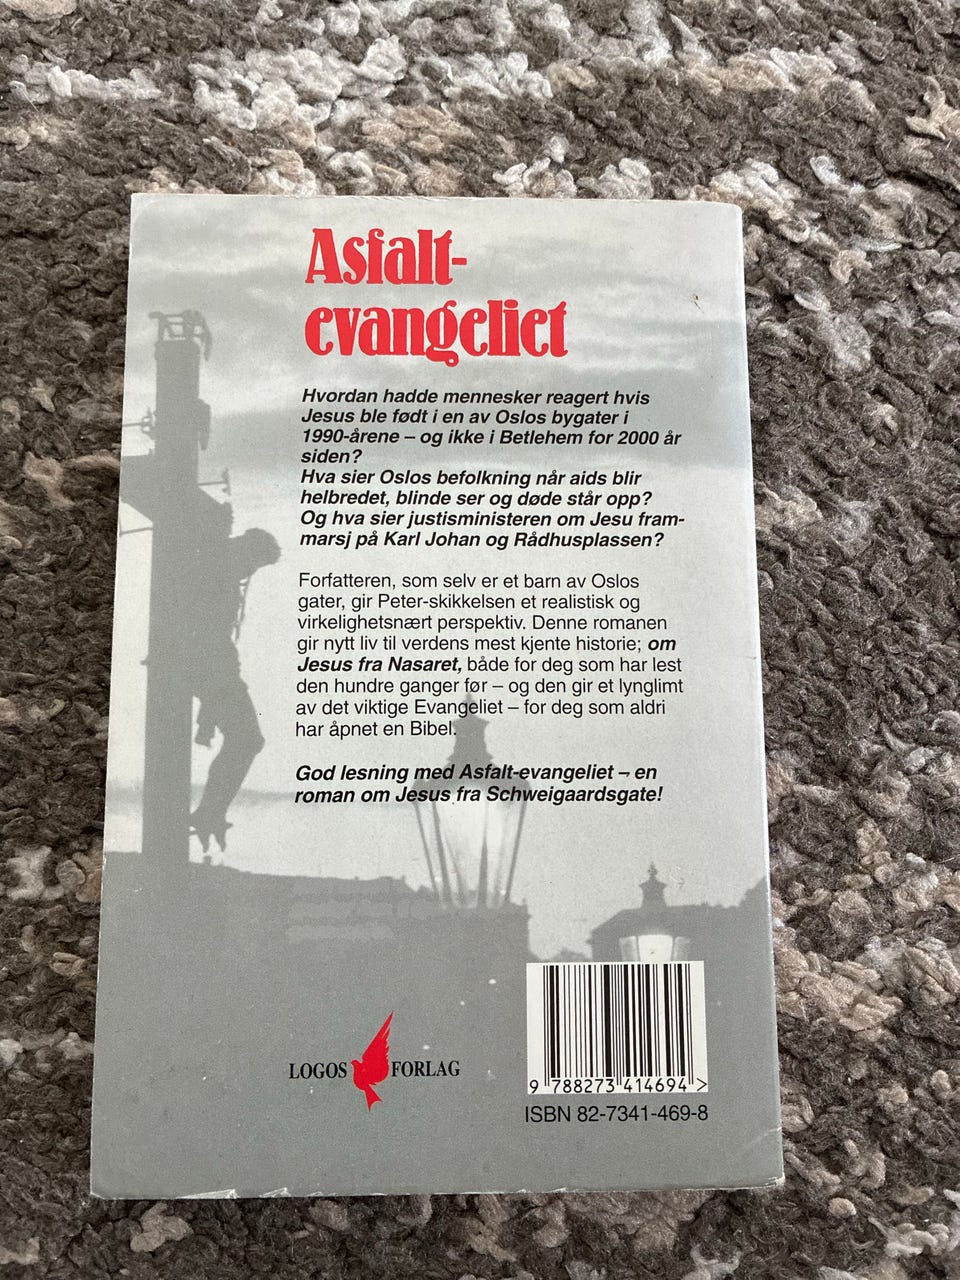 Asfalt-
evangeliet
Hvordan hadde mennesker reagert hvis
Jesus ble født i en av Oslos bygater i
1990-årene – og ikke i Betlehem for 2000 år
siden?
Hva sier Oslos befolkning når aids blir
helbredet, blinde ser og døde står opp?
Og hva sier justisministeren om Jesu fram-
marsj på Karl Johan og Rådhusplassen?
Forfatteren, som selv er et barn av Oslos
gater, gir Peter-skikkelsen et realistisk og
virkelighetsnært perspektiv. Denne romanen
gir nytt liv til verdens mest kjente historie; om
Jesus fra Nasaret, både for deg som har lest
den hundre ganger før – og den gir et lynglimt
av det viktige Evangeliet – for deg som aldri
har åpnet en Bibel.
God lesning med Asfalt-evangeliet – en
roman om Jesus fra Schweigaardsgate!
LOGOS FORLAG
9 788273 414694 >
ISBN 82-7341-469-8